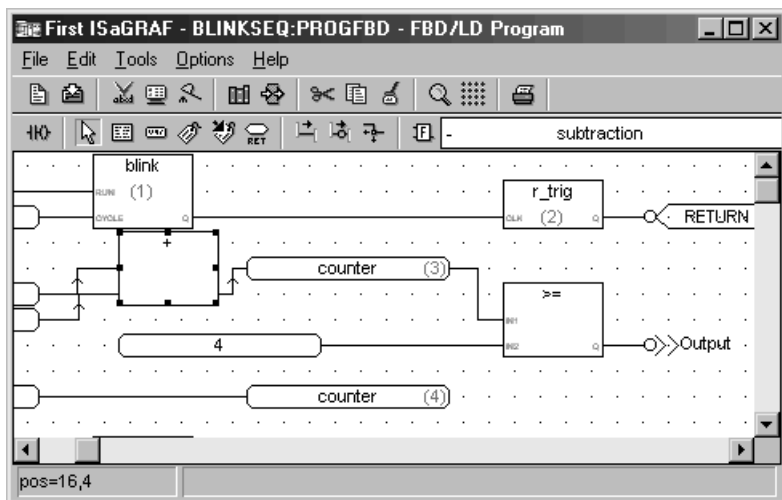 First ISaGRAF - BLINKSEQ:PROGFBD - FBD/LD Program
File Edit Tools Options Help
RET
- subtraction
blink
RUN (1)
CYCLE Q
r_trig
CLK (2) Q
RETURN
+
counter (3)
>=
IN1
4
IN2 Q
Output
counter (4)
pos=16,4